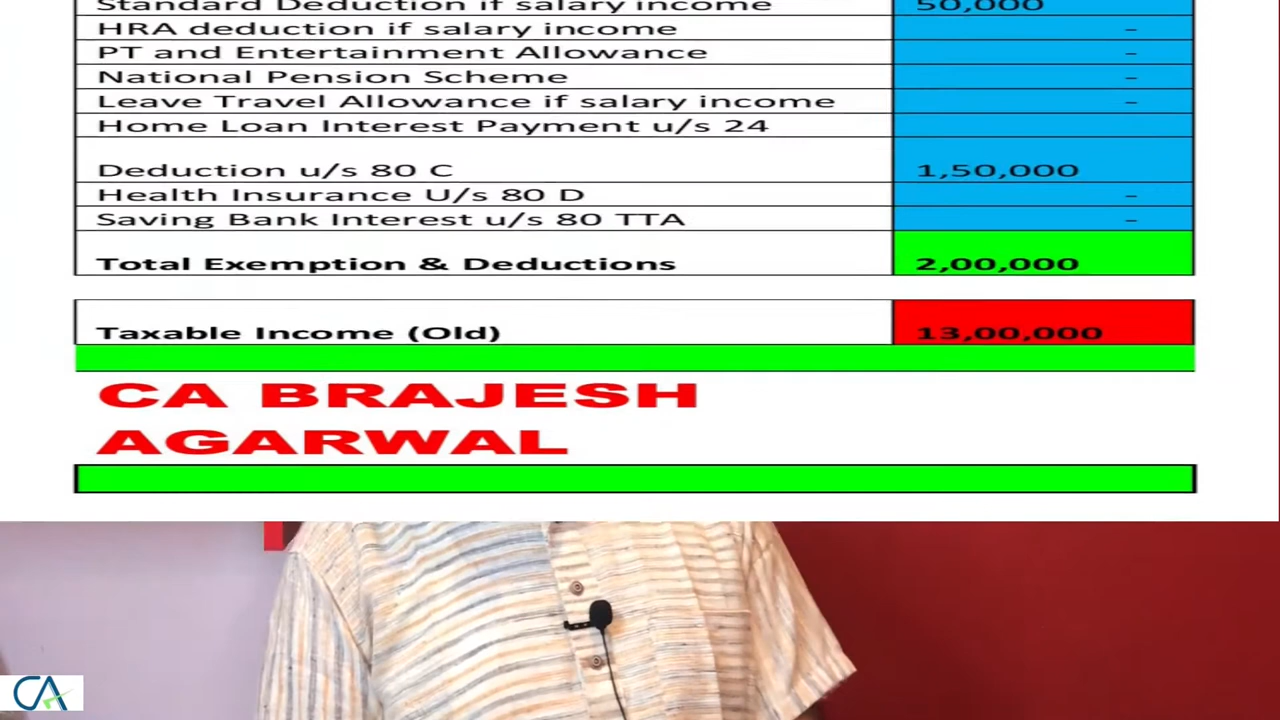 Standard Deduction if salary income 50,000
HRA deduction if salary income -
PT and Entertainment Allowance -
National Pension Scheme -
Leave Travel Allowance if salary income -
Home Loan Interest Payment u/s 24
Deduction u/s 80 C 1,50,000
Health Insurance U/s 80 D -
Saving Bank Interest u/s 80 TTA -
Total Exemption & Deductions 2,00,000
Taxable Income (Old) 13,00,000
CA BRAJESH
AGARWAL
CA